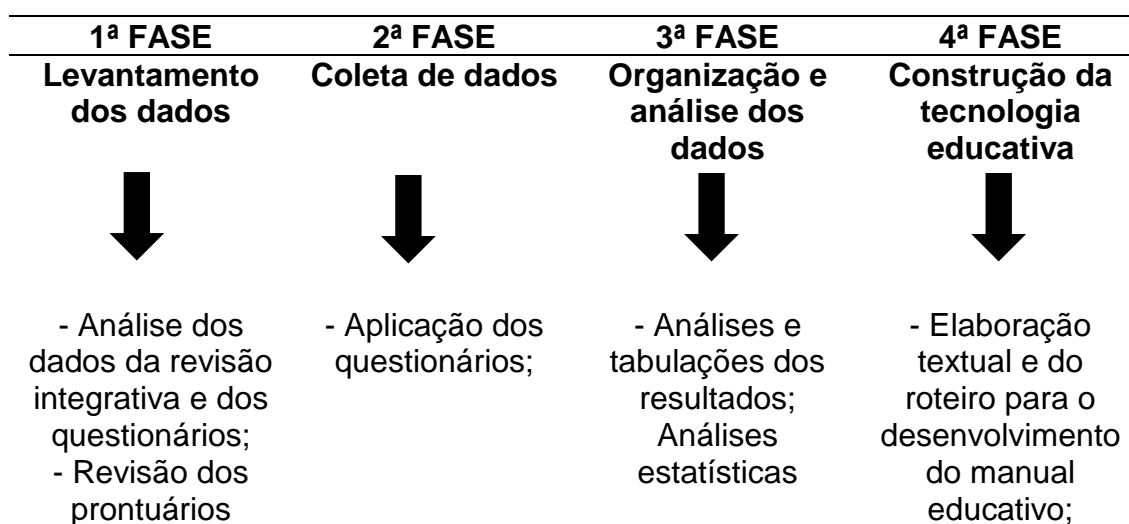 1ª FASE
Levantamento
dos dados
- Análise dos
dados da revisão
integrativa e dos
questionários;
- Revisão dos
prontuários
2ª FASE
Coleta de dados
- Aplicação dos
questionários;
3ª FASE
Organização e
análise dos
dados
- Análises e
tabulações dos
resultados;
Análises
estatísticas
4ª FASE
Construção da
tecnologia
educativa
- Elaboração
textual e do
roteiro para o
desenvolvimento
do manual
educativo;